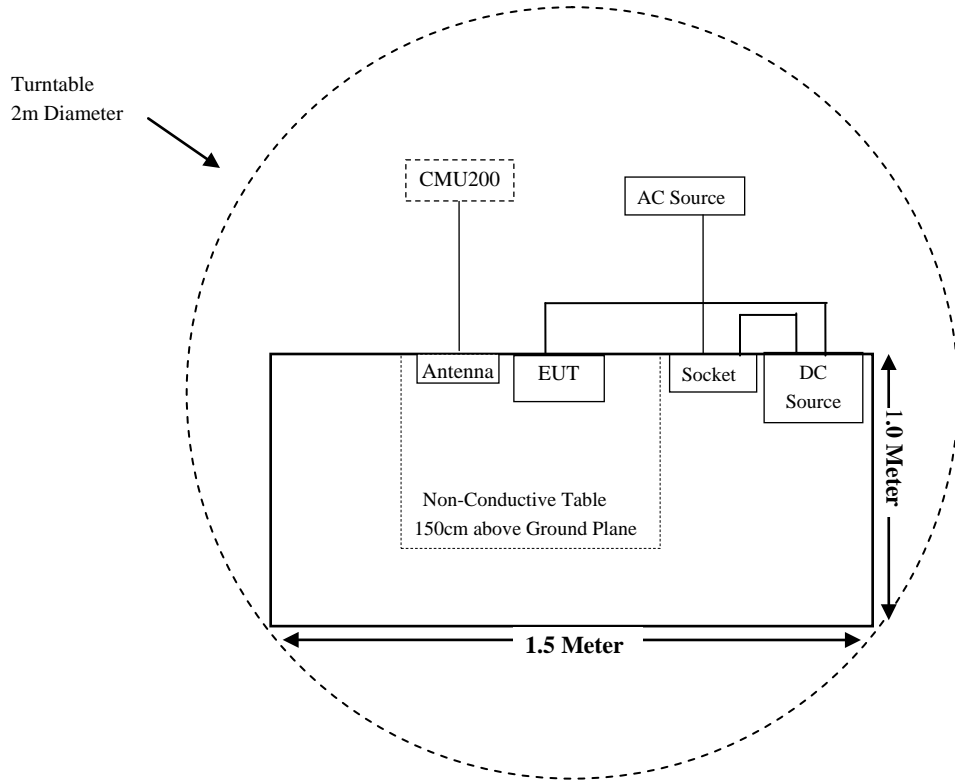 Turntable
2m Diameter
CMU200
AC Source
Antenna
EUT
Socket
DC
Source
1.0 Meter
Non-Conductive Table
150cm above Ground Plane
1.5 Meter